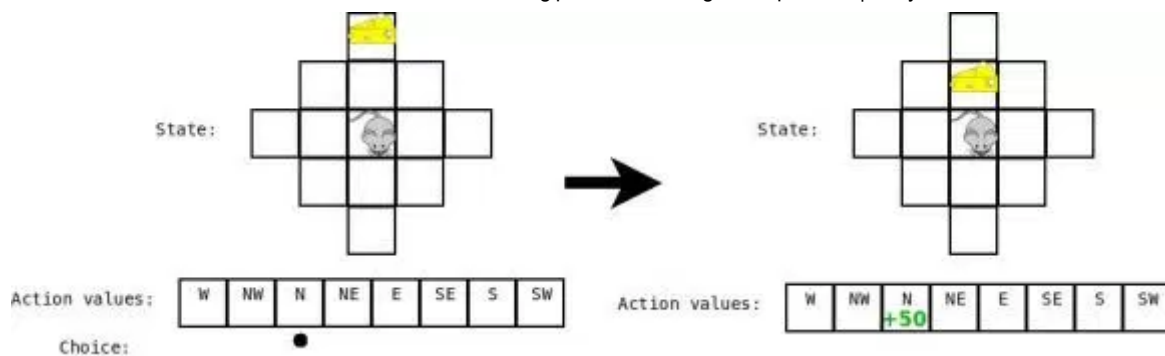 State:
State:
Action values: W NW N NE E SE S SW
Choice:
Action values: W NW N NE E SE S SW
+50